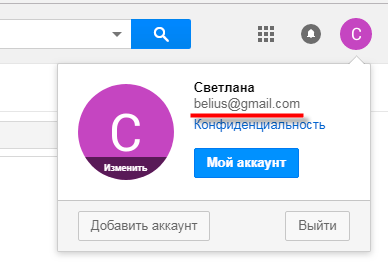 С
Светлана
belius@gmail.com
Конфиденциальность
С
Изменить
Мой аккаунт
Добавить аккаунт
Выйти